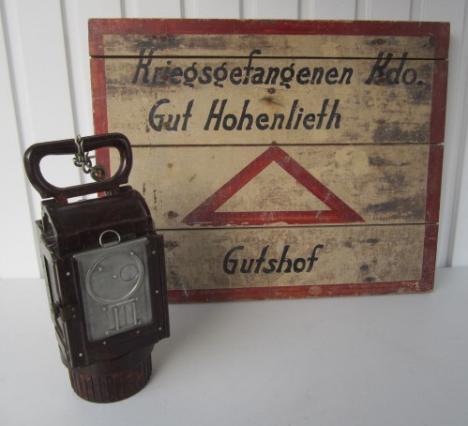 Kriegsgefangenen Kdo.
Gut Hohenlieth
Gutshof